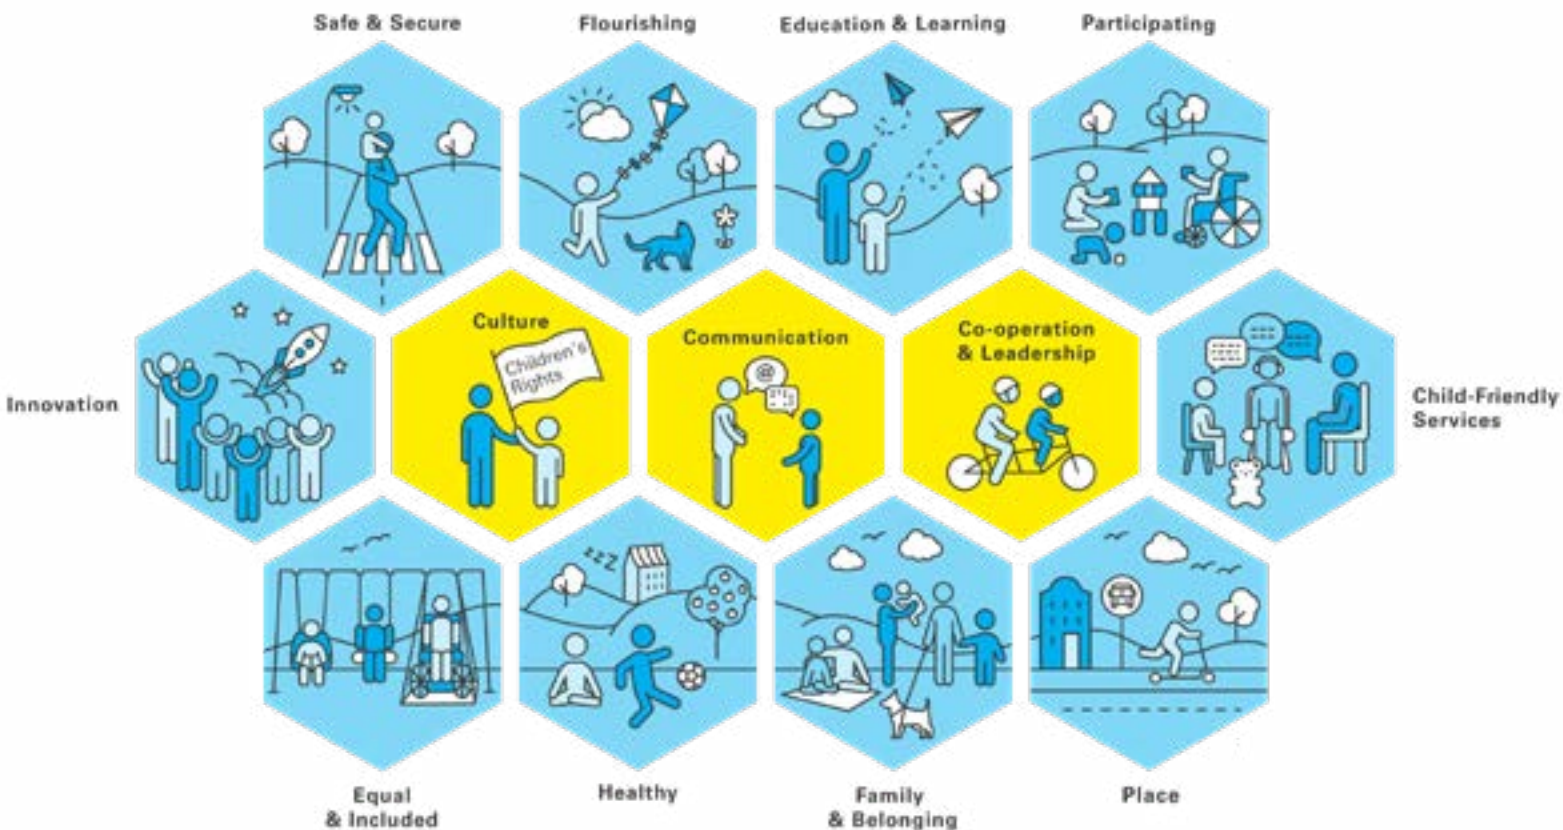 Safe & Secure
Flourishing
Education & Learning
Participating
Innovation
Culture
Children's
Rights
Communication
@
Co-operation
& Leadership
Child-Friendly
Services
zzZ
Equal
& Included
Healthy
Family
& Belonging
Place